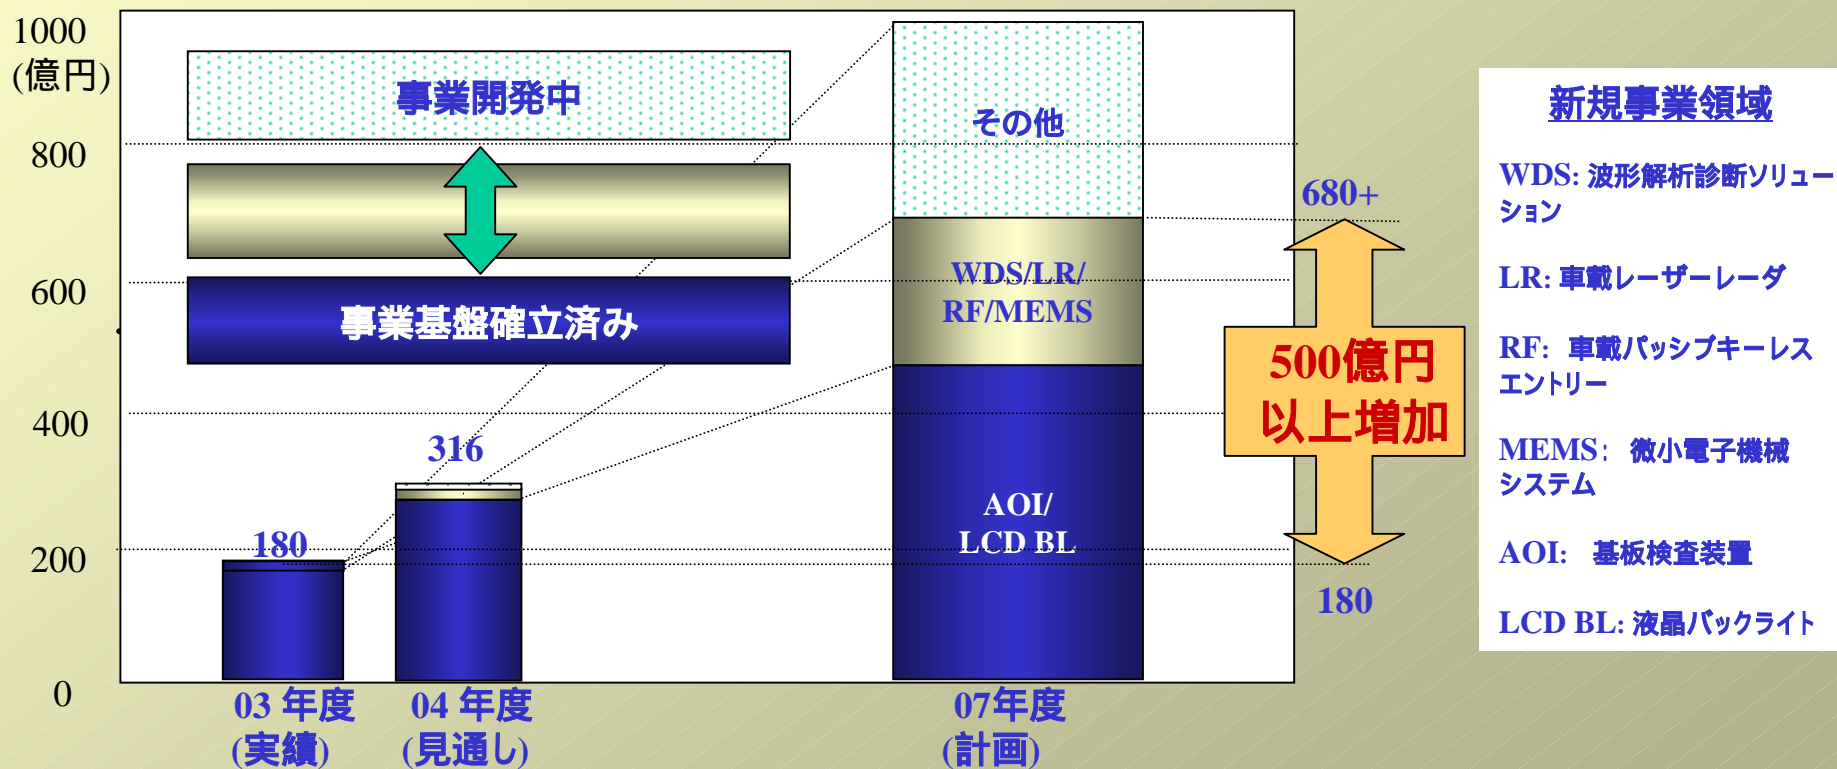 1000
(億円)
800
600
400
200
0
事業開発中
事業基盤確立済み
180
316
その他
WDS/LR/
RF/MEMS
AOI/
LCD BL
03 年度
(実績)
04 年度
(見通し)
07年度
(計画)
680+
500億円
以上増加
180
新規事業領域
WDS: 波形解析診断ソリュー
ション
LR: 車載レーザーレーダ
RF: 車載パッシブキーレス
エントリー
MEMS: 微小電子機械
システム
AOI: 基板検査装置
LCD BL: 液晶バックライト